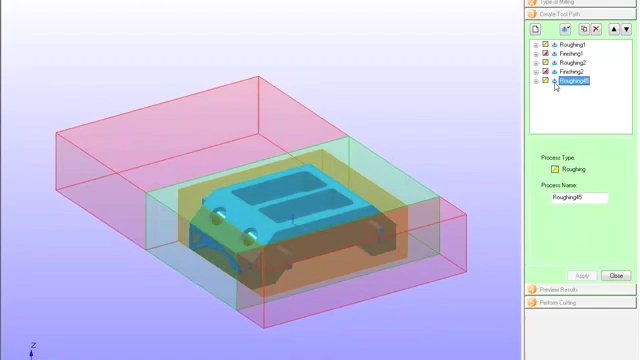 Type of Milling
Create Tool Path
Roughing1
Finishing1
Roughing2
Finishing2
Roughing45
Process Type:
Roughing
Process Name:
Roughing45
Apply
Close
Preview Results
Perform Cutting
Z